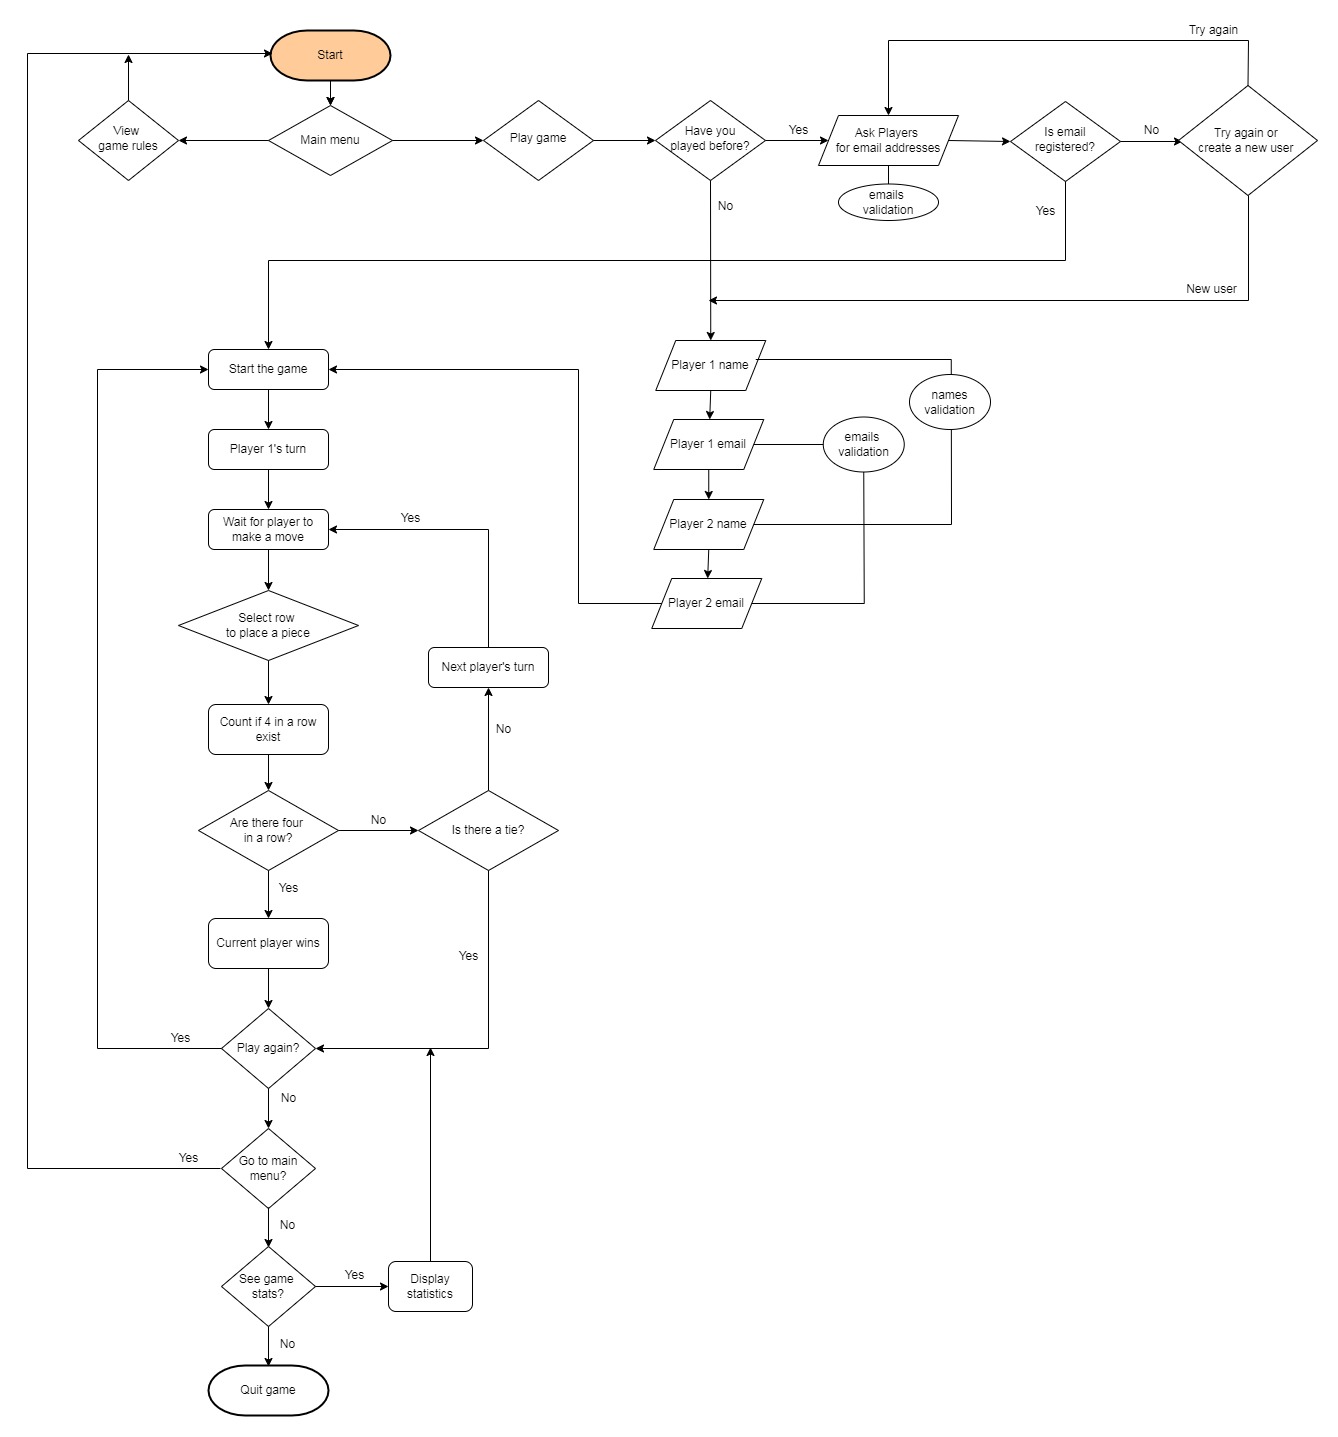 Try again
Start
View
game rules
Main menu
Play game
Have you
played before?
Yes
Ask Players
for email addresses
Is email
registered?
No
Try again or
create a new user
emails
validation
No
Yes
New user
Start the game
Player 1 name
names
validation
Player 1's turn
Player 1 email
emails
validation
Wait for player to
make a move
Yes
Player 2 name
Select row
to place a piece
Player 2 email
Next player's turn
Count if 4 in a row
exist
No
Are there four
in a row?
No
Is there a tie?
Yes
Current player wins
Yes
Yes
Play again?
No
Yes
Go to main
menu?
No
See game
stats?
Yes
Display
statistics
No
Quit game